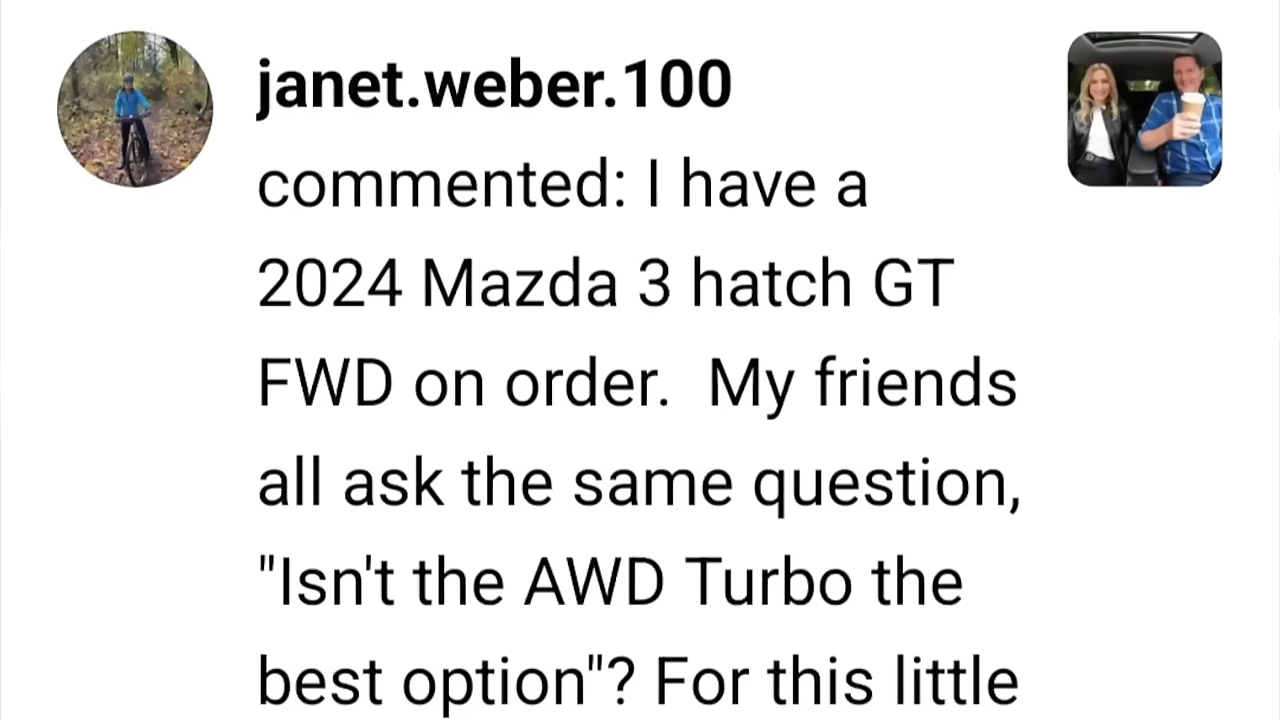 janet.weber.100
commented: I have a
2024 Mazda 3 hatch GT
FWD on order.  My friends
all ask the same question,
"Isn't the AWD Turbo the
best option"? For this little